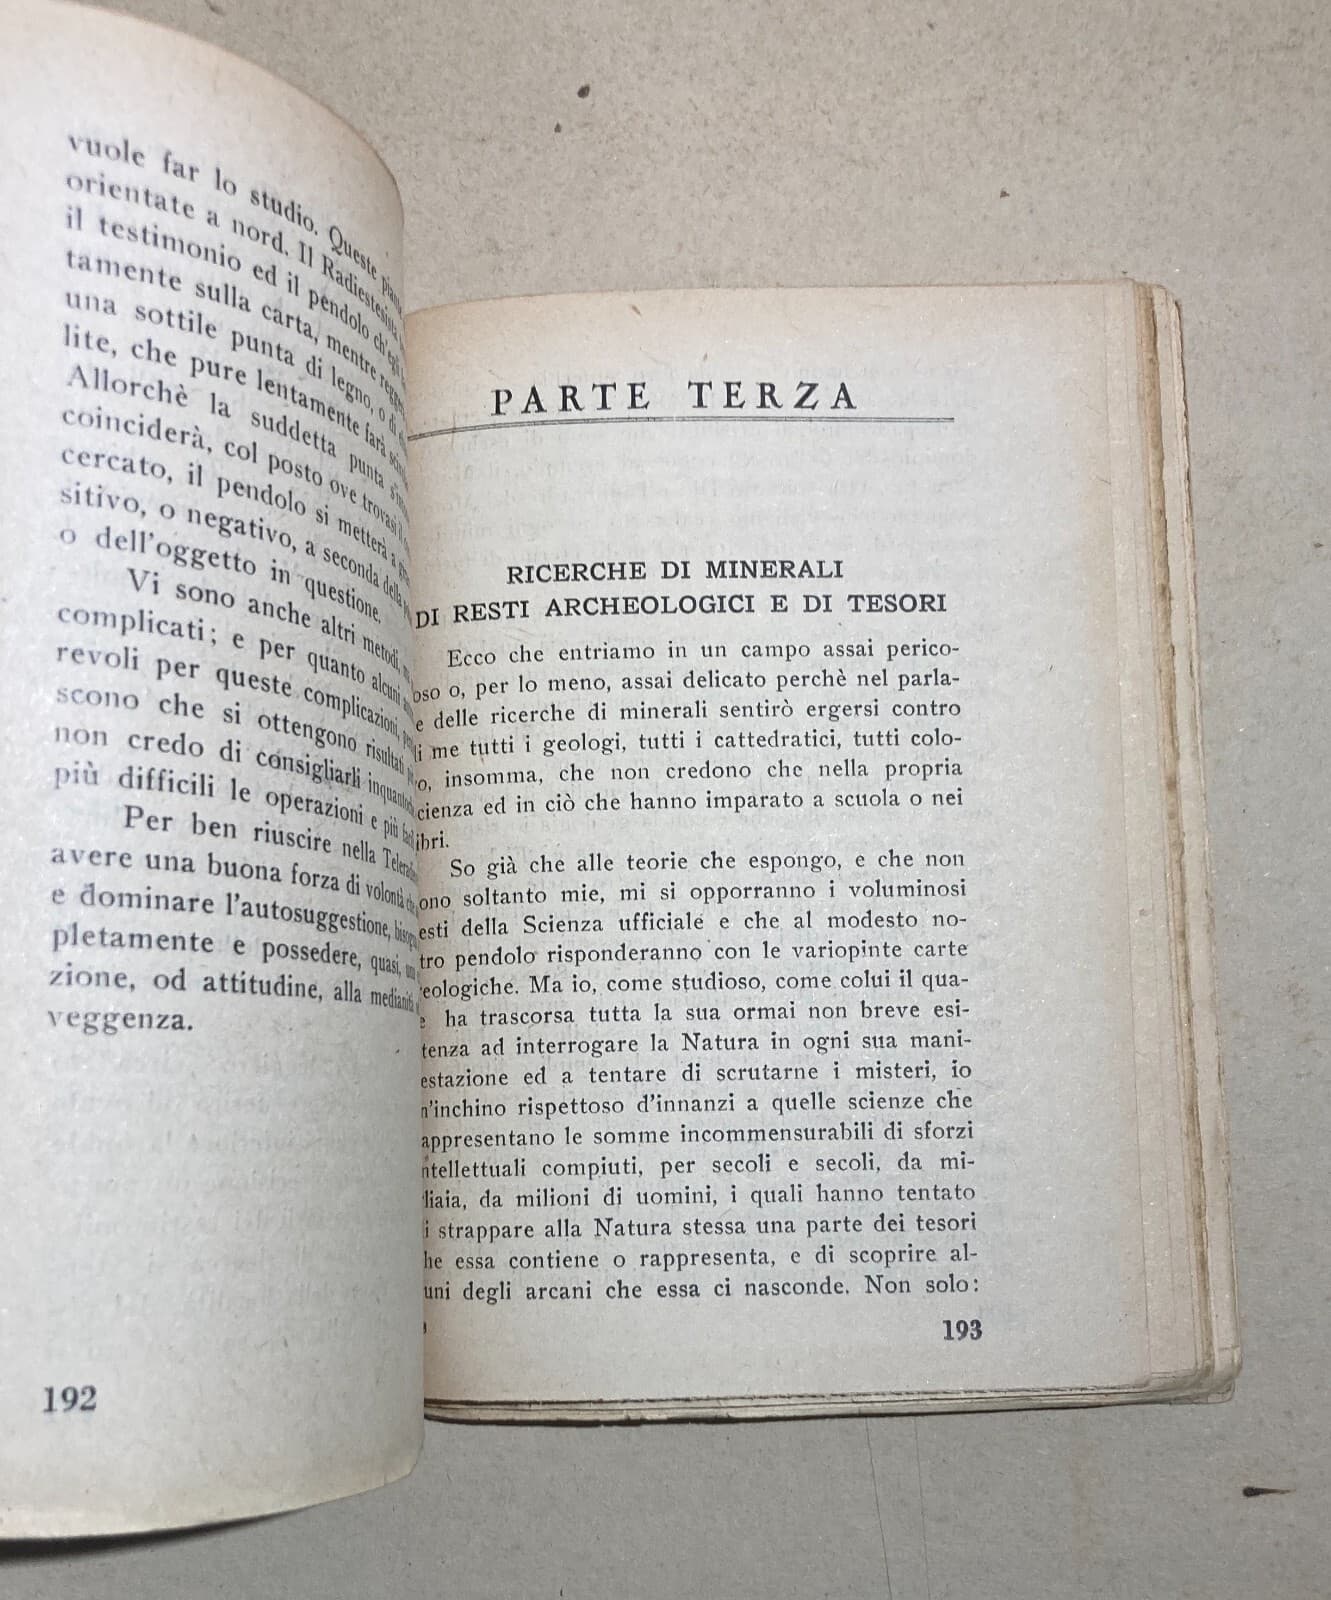 vuole far lo studio. Queste
orientate a nord. Il Radiestesista
il testimonio ed il pendolo ch'egli
tamente sulla carta, mentre
una sottile punta di legno, o di
lite, che pure lentamente farà
Allorchè la suddetta punta
coinciderà, col posto ove trovasi il
cercato, il pendolo si metterà a
sitivo, o negativo, a seconda della
o dell'oggetto in questione.
Vi sono anche altri metodi,
complicati; e per quanto alcuni
revoli per queste complicazioni,
scono che si ottengono risultati
non credo di consigliarli
più difficili le operazioni e più
Per ben riuscire nella
avere una buona forza di volontà
e dominare l'autosuggestione,
pletamente e possedere, quasi,
zione, od attitudine, alla
veggenza.
192
PARTE TERZA
RICERCHE DI MINERALI
DI RESTI ARCHEOLOGICI E DI TESORI
Ecco che entriamo in un campo assai perico-
oso o, per lo meno, assai delicato perchè nel parla-
e delle ricerche di minerali sentirò ergersi contro
i me tutti i geologi, tutti i cattedratici, tutti colo-
o, insomma, che non credono che nella propria
cienza ed in ciò che hanno imparato a scuola o nei
ibri.
So già che alle teorie che espongo, e che non
ono soltanto mie, mi si opporranno i voluminosi
esti della Scienza ufficiale e che al modesto no-
tro pendolo risponderanno con le variopinte carte
eologiche. Ma io, come studioso, come colui il qua-
e ha trascorsa tutta la sua ormai non breve esi-
tenza ad interrogare la Natura in ogni sua mani-
estazione ed a tentare di scrutarne i misteri, io
m'inchino rispettoso d'innanzi a quelle scienze che
appresentano le somme incommensurabili di sforzi
ntellettuali compiuti, per secoli e secoli, da mi-
liaia, da milioni di uomini, i quali hanno tentato
i strappare alla Natura stessa una parte dei tesori
he essa contiene o rappresenta, e di scoprire al-
uni degli arcani che essa ci nasconde. Non solo:
193